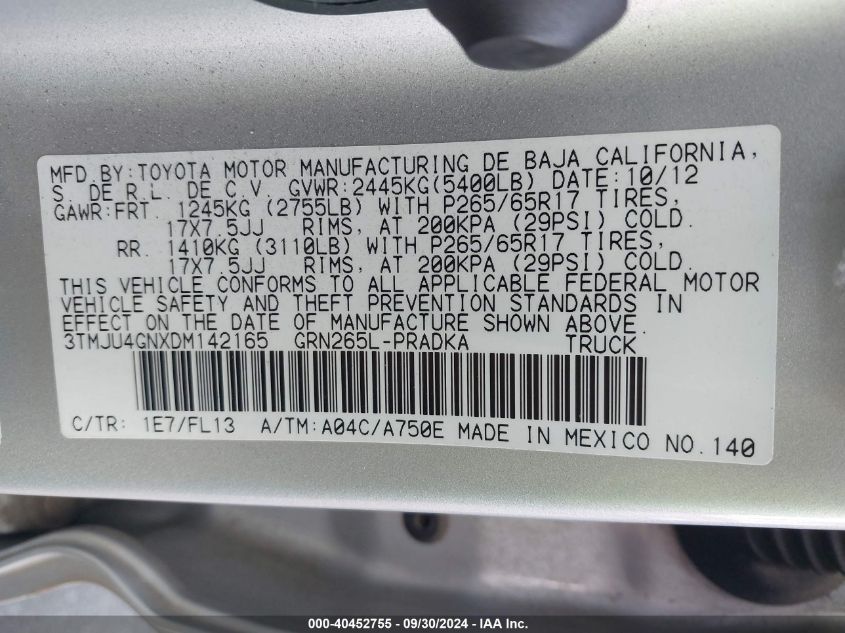 MFD.BY:TOYOTA MOTOR MANUFACTURING DE BAJA CALIFORNIA,
S. DE R.L. DE C.V. GVWR:2445KG(5400LB) DATE:10/12
GAWR:FRT. 1245KG (2755LB) WITH P265/65R17 TIRES,
17X7.5JJ RIMS, AT 200KPA (29PSI) COLD.
RR. 1410KG (3110LB) WITH P265/65R17 TIRES,
17X7.5JJ RIMS, AT 200KPA (29PSI) COLD.
THIS VEHICLE CONFORMS TO ALL APPLICABLE FEDERAL MOTOR
VEHICLE SAFETY AND THEFT PREVENTION STANDARDS IN
EFFECT ON THE DATE OF MANUFACTURE SHOWN ABOVE.
3TMJU4GNXDM142165 GRN265L-PRADKA TRUCK
C/TR: 1E7/FL13 A/TM:A04C/A750E MADE IN MEXICO NO.140
000-40452755 - 09/30/2024 - IAA Inc.